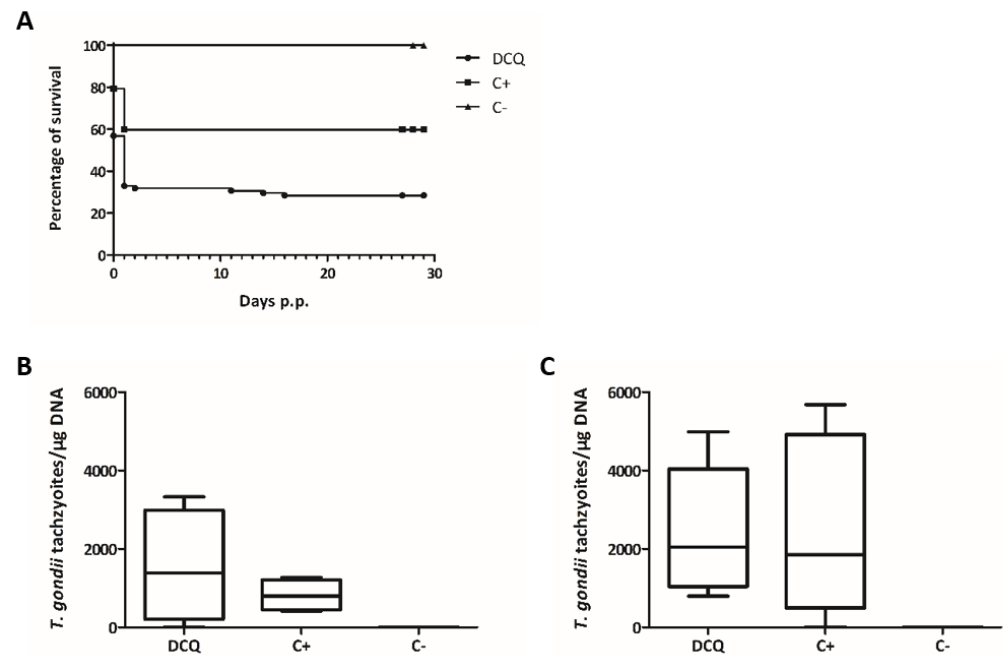 A
100
80
60
40
20
0
Percentage of survival
0 10 20 30
Days p.p.
DCQ
C+
C-
B
6000
4000
2000
0
T. gondii tachzyoites/µg DNA
DCQ C+ C-
C
6000
4000
2000
0
T. gondii tachzyoites/µg DNA
DCQ C+ C-